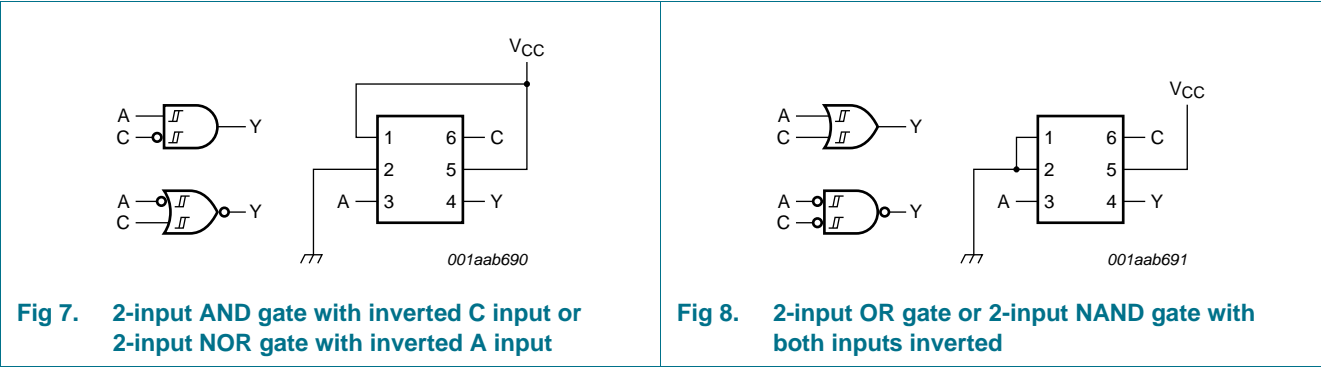 VCC
A
C
Y
1
6
C
2
5
A
3
4
Y
A
C
Y
001aab690
Fig 7. 2-input AND gate with inverted C input or
2-input NOR gate with inverted A input
VCC
A
C
Y
1
6
C
2
5
A
3
4
Y
A
C
Y
001aab691
Fig 8. 2-input OR gate or 2-input NAND gate with
both inputs inverted